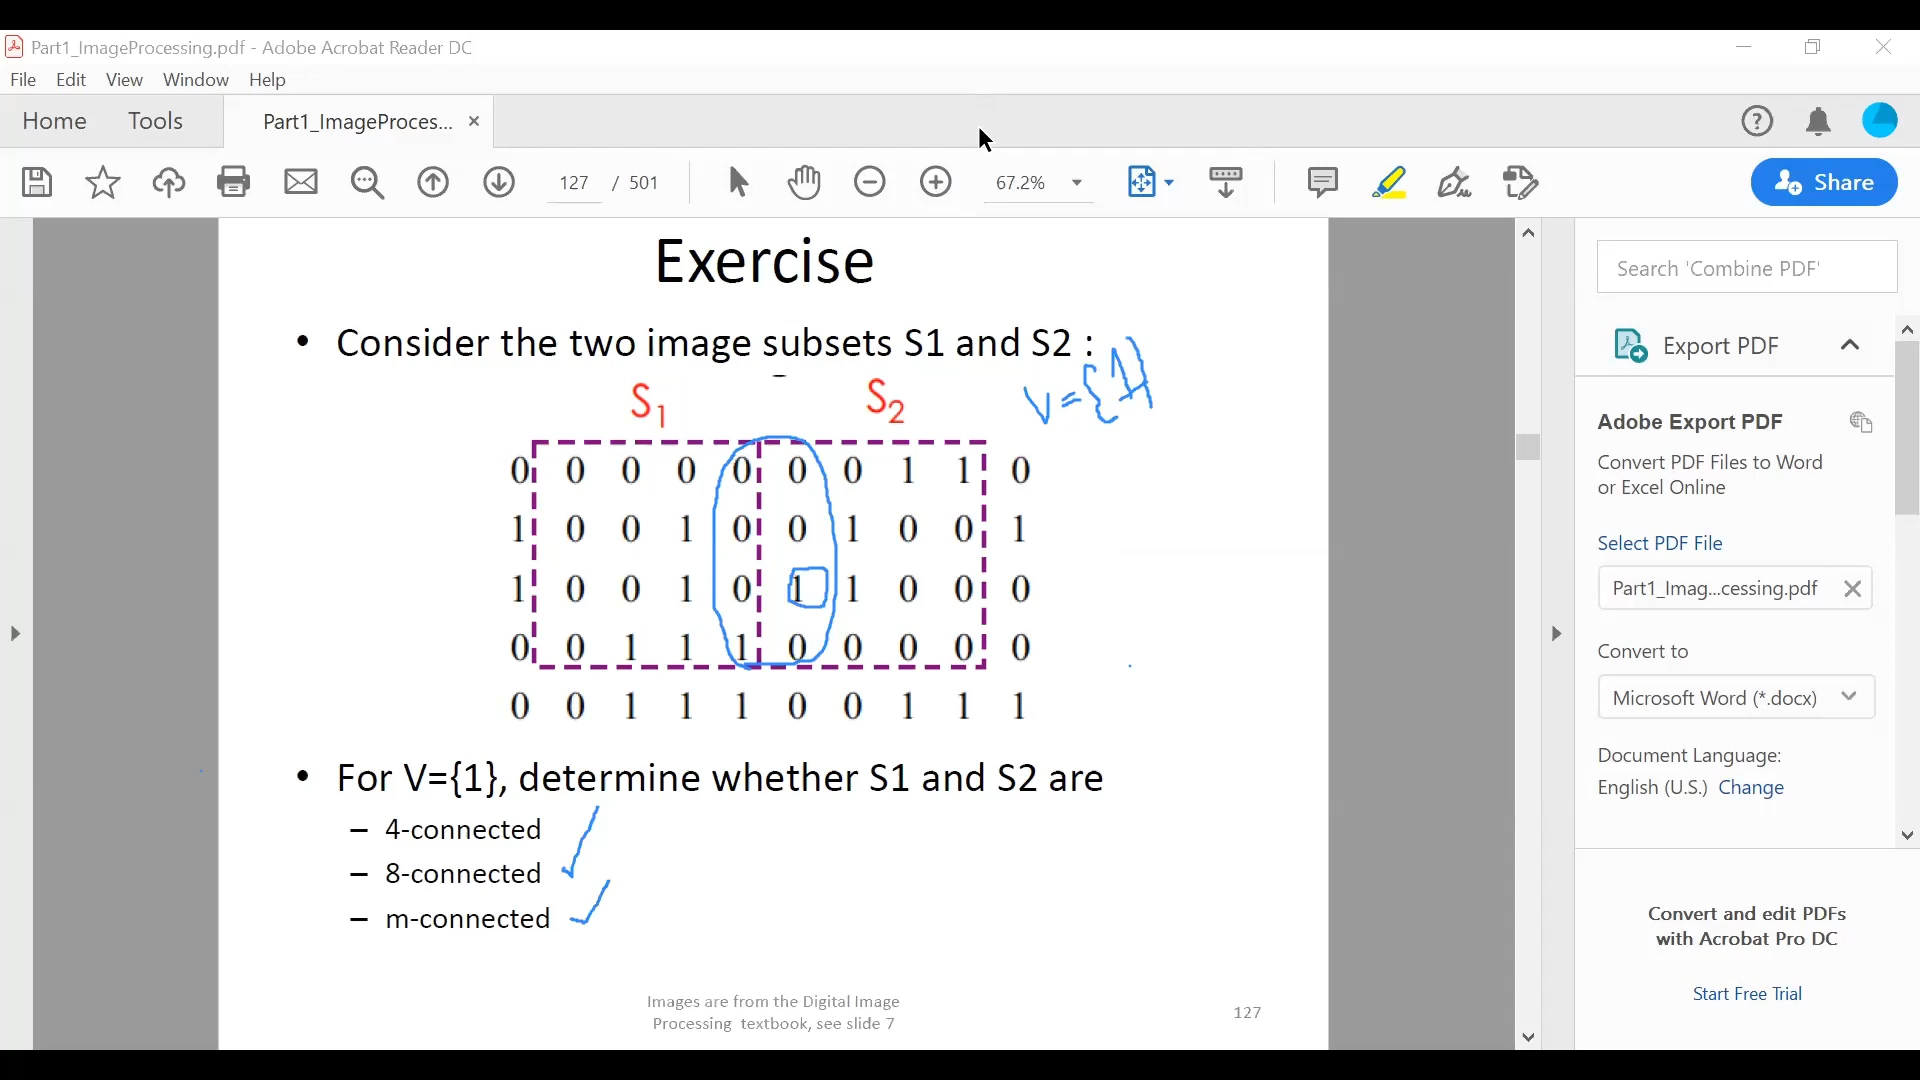 Part1_ImageProcessing.pdf - Adobe Acrobat Reader DC
File Edit View Window Help
Home Tools Part1_ImageProces... ×
127 / 501 67.2% Share
Exercise
• Consider the two image subsets S1 and S2 :
S1 S2 V={1}
0 0 0 0 0 0 0 1 1 0
1 0 0 1 0 0 1 0 0 1
1 0 0 1 0 1 1 0 0 0
0 0 1 1 1 0 0 0 0 0
0 0 1 1 1 0 0 1 1 1
• For V={1}, determine whether S1 and S2 are
– 4-connected
– 8-connected
– m-connected
Images are from the Digital Image
Processing textbook, see slide 7
127
Search 'Combine PDF'
Export PDF
Adobe Export PDF
Convert PDF Files to Word
or Excel Online
Select PDF File
Part1_Imag...cessing.pdf
Convert to
Microsoft Word (*.docx)
Document Language:
English (U.S.) Change
Convert and edit PDFs
with Acrobat Pro DC
Start Free Trial